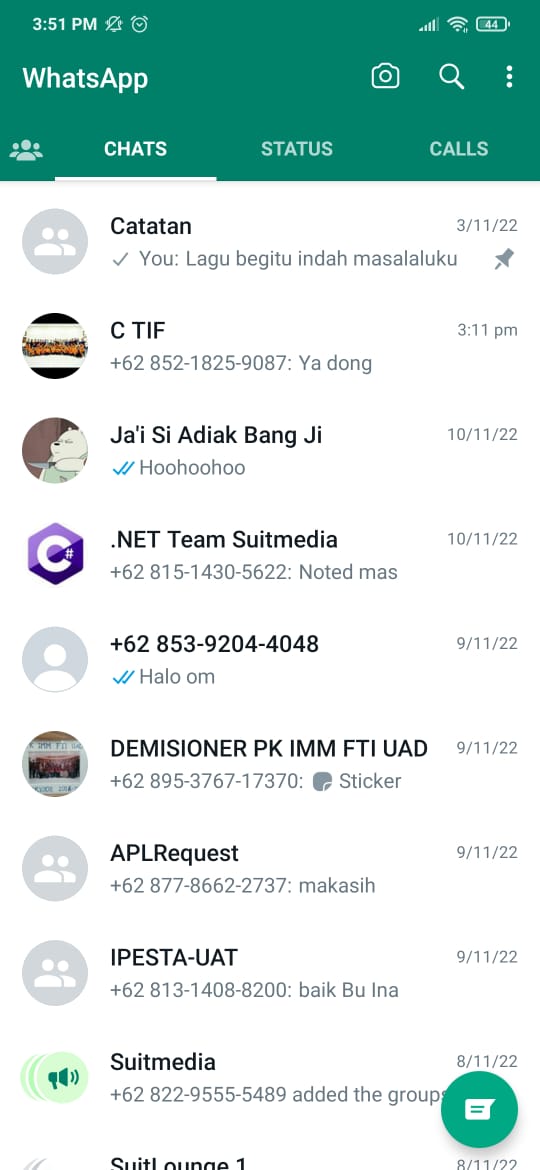 3:51 PM
44
WhatsApp
CHATS STATUS CALLS
Catatan 3/11/22
You: Lagu begitu indah masalaluku
C TIF 3:11 pm
+62 852-1825-9087: Ya dong
Ja'i Si Adiak Bang Ji 10/11/22
Hoohoohoo
.NET Team Suitmedia 10/11/22
C#
+62 815-1430-5622: Noted mas
+62 853-9204-4048 9/11/22
Halo om
DEMISIONER PK IMM FTI UAD 9/11/22
+62 895-3767-17370: Sticker
APLRequest 9/11/22
+62 877-8662-2737: makasih
IPESTA-UAT 9/11/22
+62 813-1408-8200: baik Bu Ina
Suitmedia 8/11/22
+62 822-9555-5489 added the groups
SuitLounge 1 8/11/22